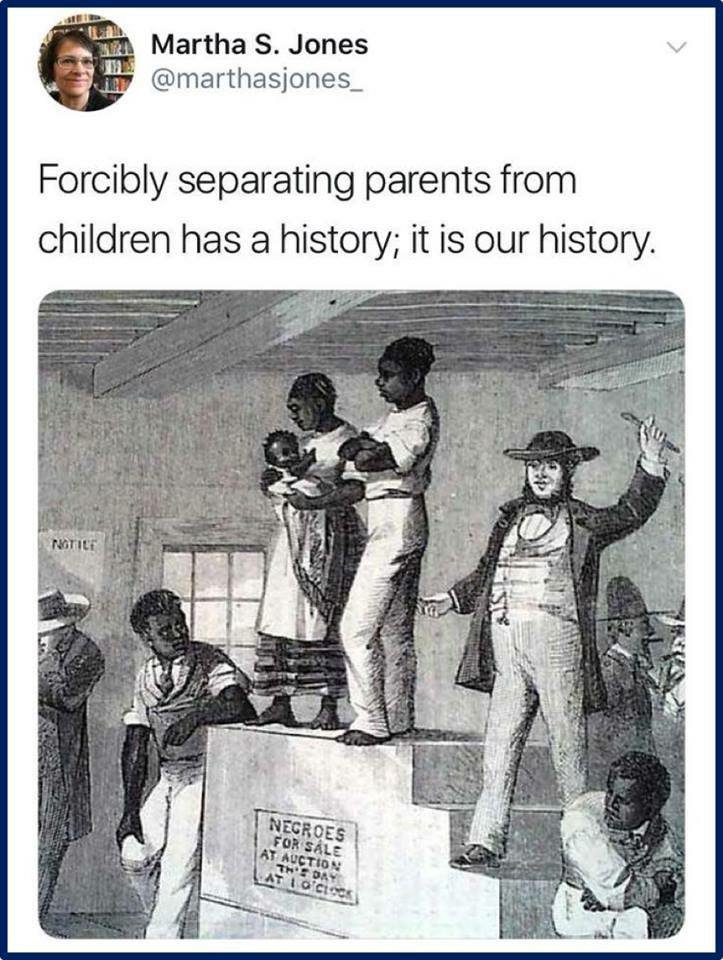 Martha S. Jones
@marthasjones_
Forcibly separating parents from
children has a history; it is our history.
NOTICE
NEGROES
FOR SALE
AT AUCTION
THIS DAY
AT 1 O'CLOCK